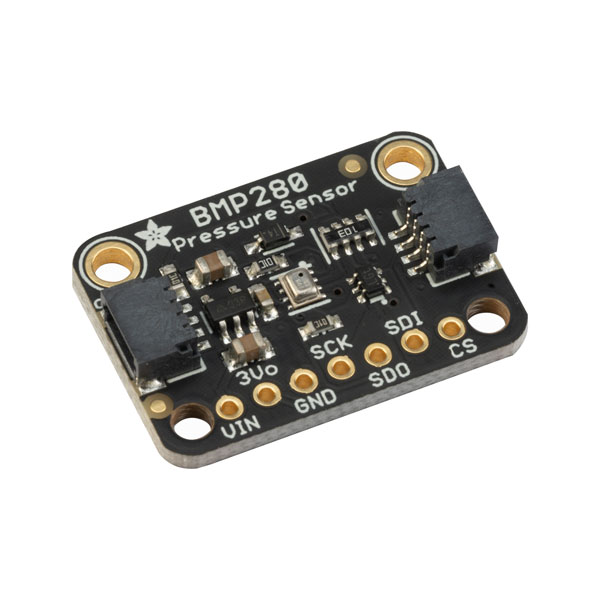 BMP280
Pressure Sensor
3Vo
SCK
SDI
VIN
GND
SDO
CS